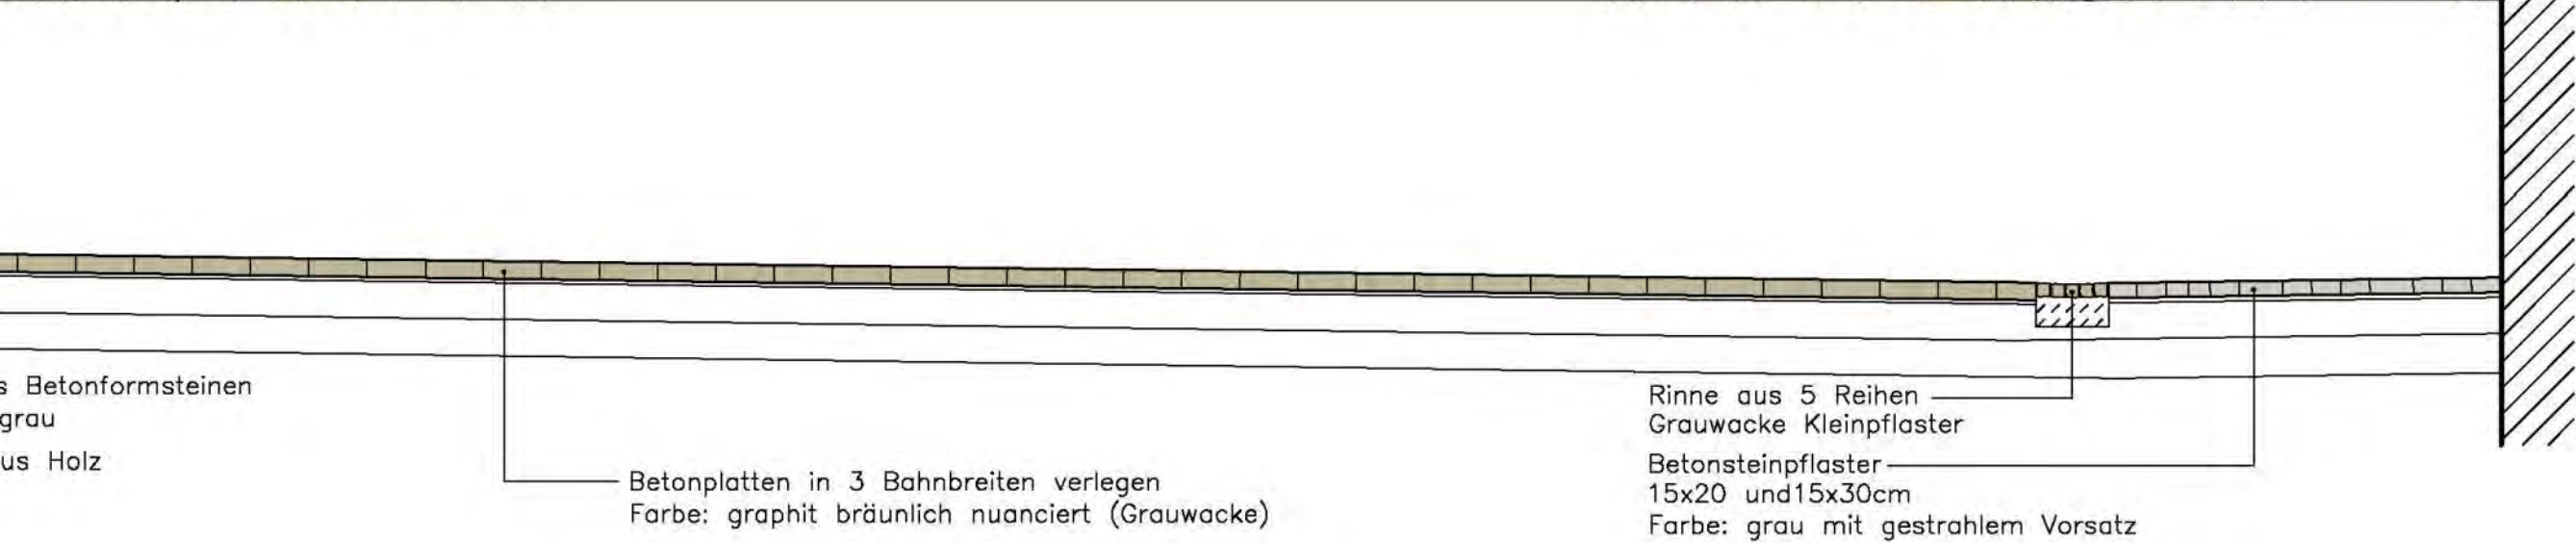 Betonformsteinen
grau
Holz
Betonplatten in 3 Bahnbreiten verlegen
Farbe: graphit bräunlich nuanciert (Grauwacke)
Rinne aus 5 Reihen
Grauwacke Kleinpflaster
Betonsteinpflaster
15x20 und15x30cm
Farbe: grau mit gestrahlem Vorsatz